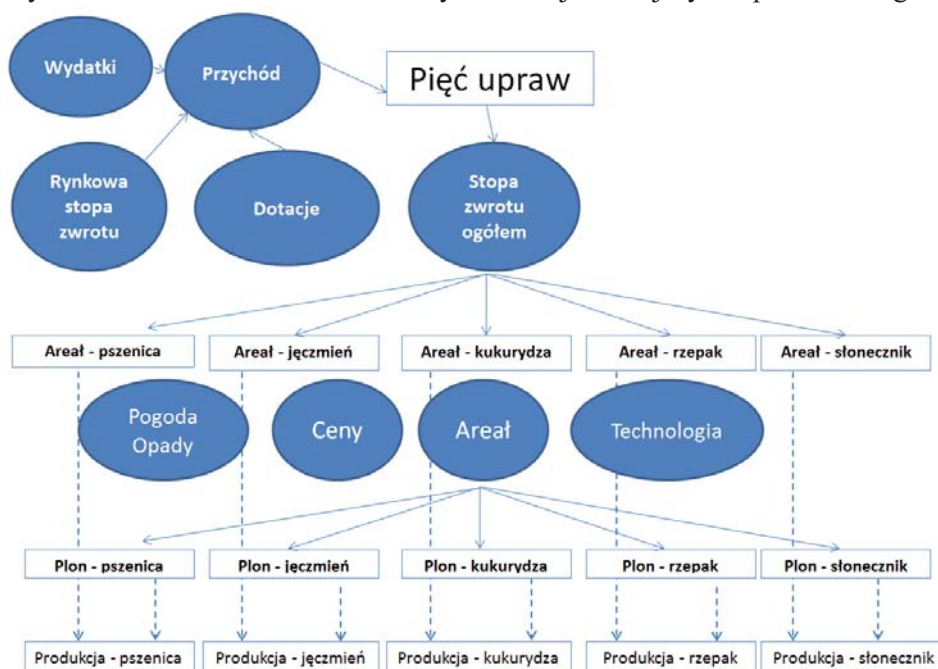 Wydatki
Przychód
Pięć upraw
Rynkowa
stopa
zwrotu
Dotacje
Stopa
zwrotu
ogółem
Areał - pszenica
Areał - jęczmień
Areał - kukurydza
Areał - rzepak
Areał - słonecznik
Pogoda
Opady
Ceny
Areał
Technologia
Plon - pszenica
Plon - jęczmień
Plon - kukurydza
Plon - rzepak
Plon - słonecznik
Produkcja - pszenica
Produkcja - jęczmień
Produkcja - kukurydza
Produkcja - rzepak
Produkcja - słonecznik